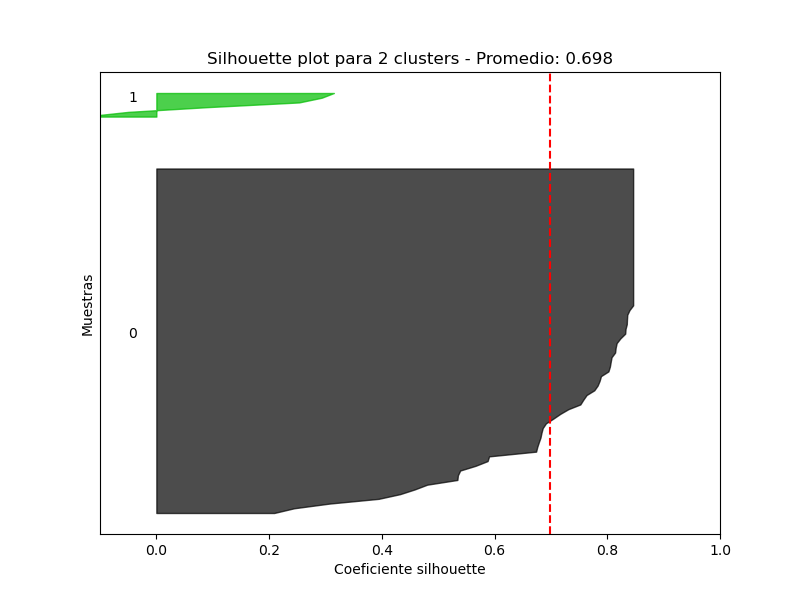 Silhouette plot para 2 clusters - Promedio: 0.698
1
0
Muestras
0.0 0.2 0.4 0.6 0.8 1.0
Coeficiente silhouette